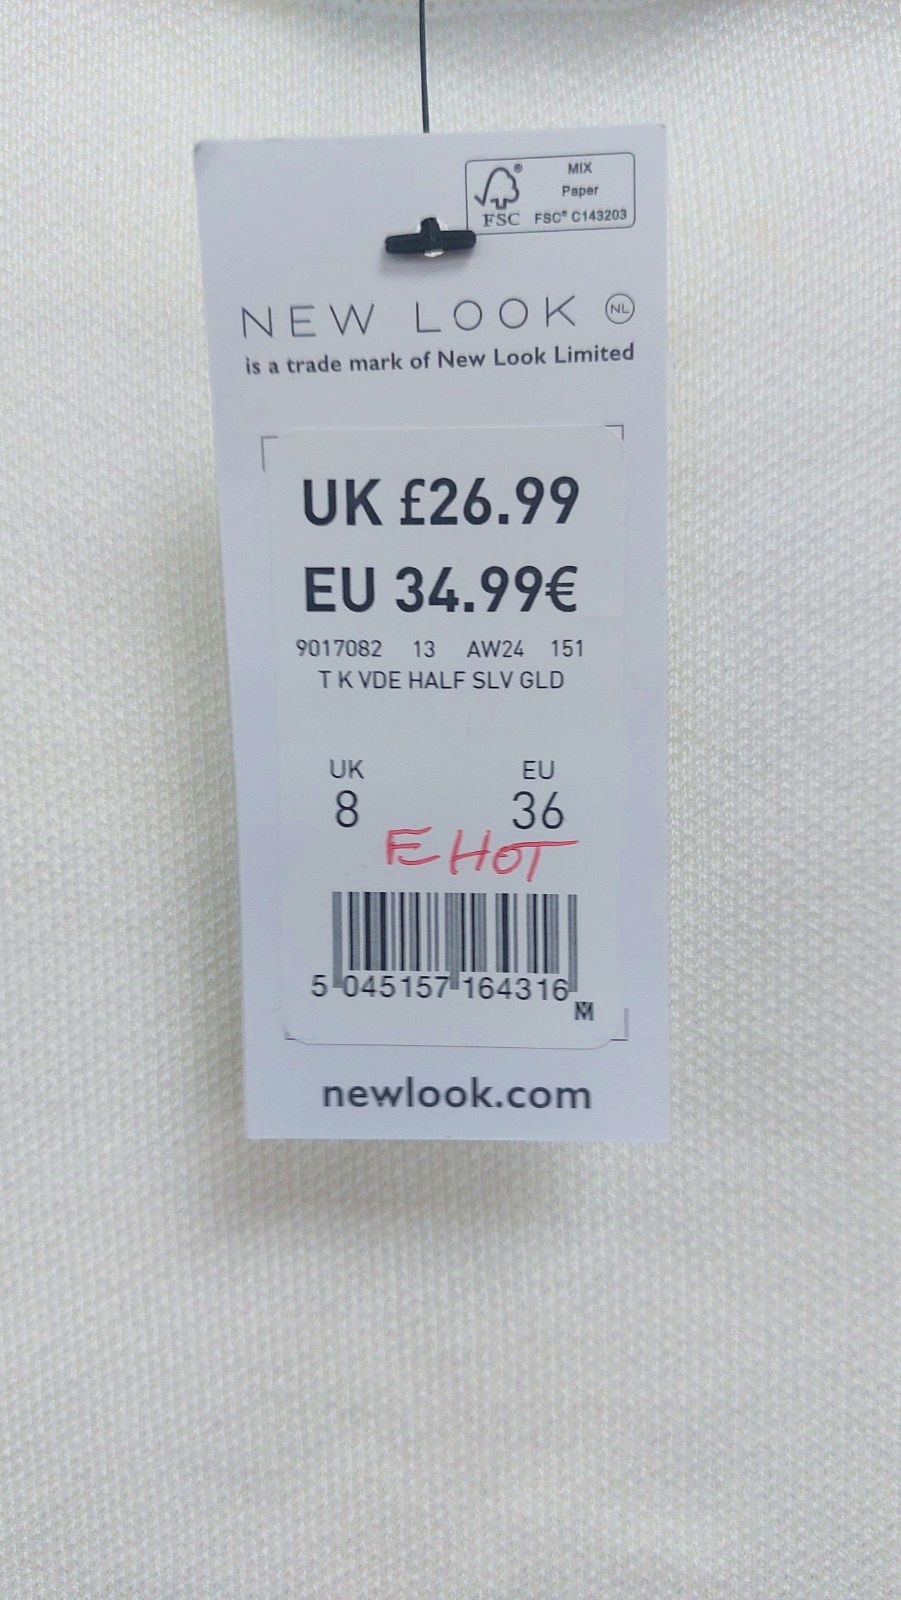 MIX
Paper
FSC® C143203
FSC
NEW LOOK NL
is a trade mark of New Look Limited
UK £26.99
EU 34.99€
9017082 13 AW24 151
T K VDE HALF SLV GLD
UK EU
8 36
E HOT
5 045157 164316
newlook.com